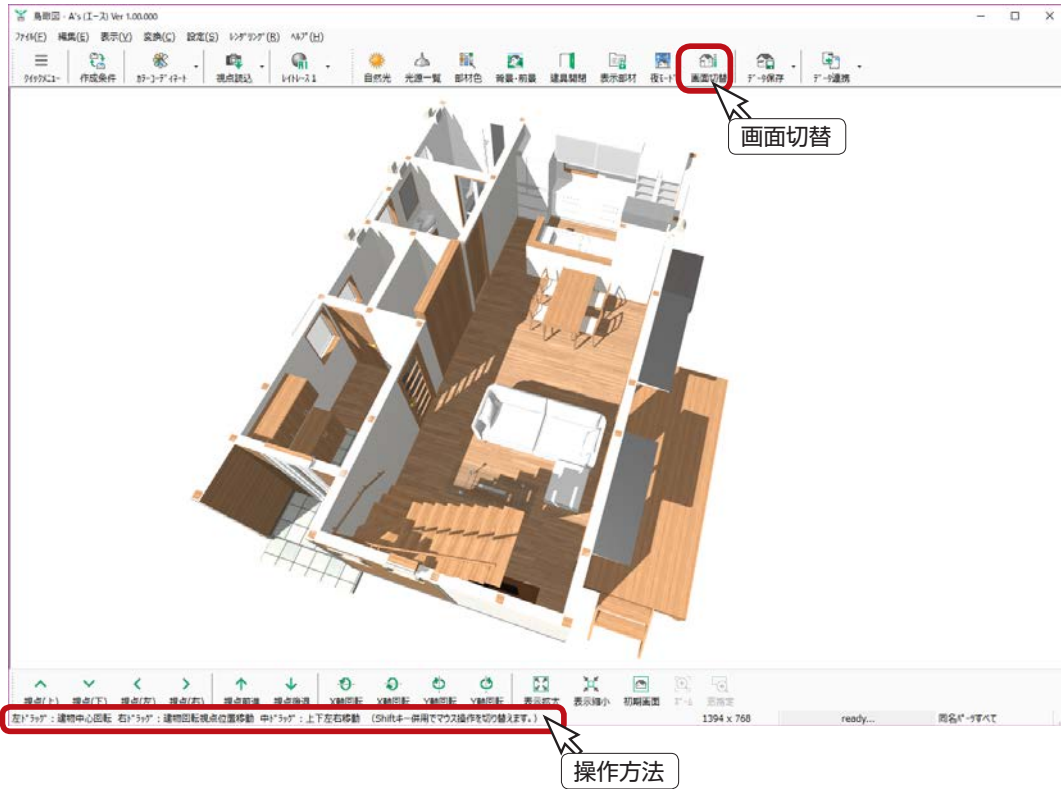 鳥瞰図 - A's (エース) Ver 1.00.000
ファイル(F) 編集(E) 表示(V) 変換(C) 設定(S) レンダリング(R) ヘルプ(H)
クイックメニュー 作成条件 カラーコーディネート 視点読込 レイトレース1 自然光 光源一覧 部材色 背景・前景 建具開閉 表示部材 夜モード 画面切替 データ保存 データ連携
画面切替
視点(上) 視点(下) 視点(左) 視点(右) 視点前進 視点後退 X軸回転 X軸回転 Y軸回転 Y軸回転 表示拡大 表示縮小 初期画面 ズーム
左ドラッグ:建物中心回転 右ドラッグ:建物回転視点位置移動 中ドラッグ:上下左右移動 (Shiftキー併用でマウス操作を切り替えます。) 1394 x 768 ready... 同名パーツすべて
操作方法